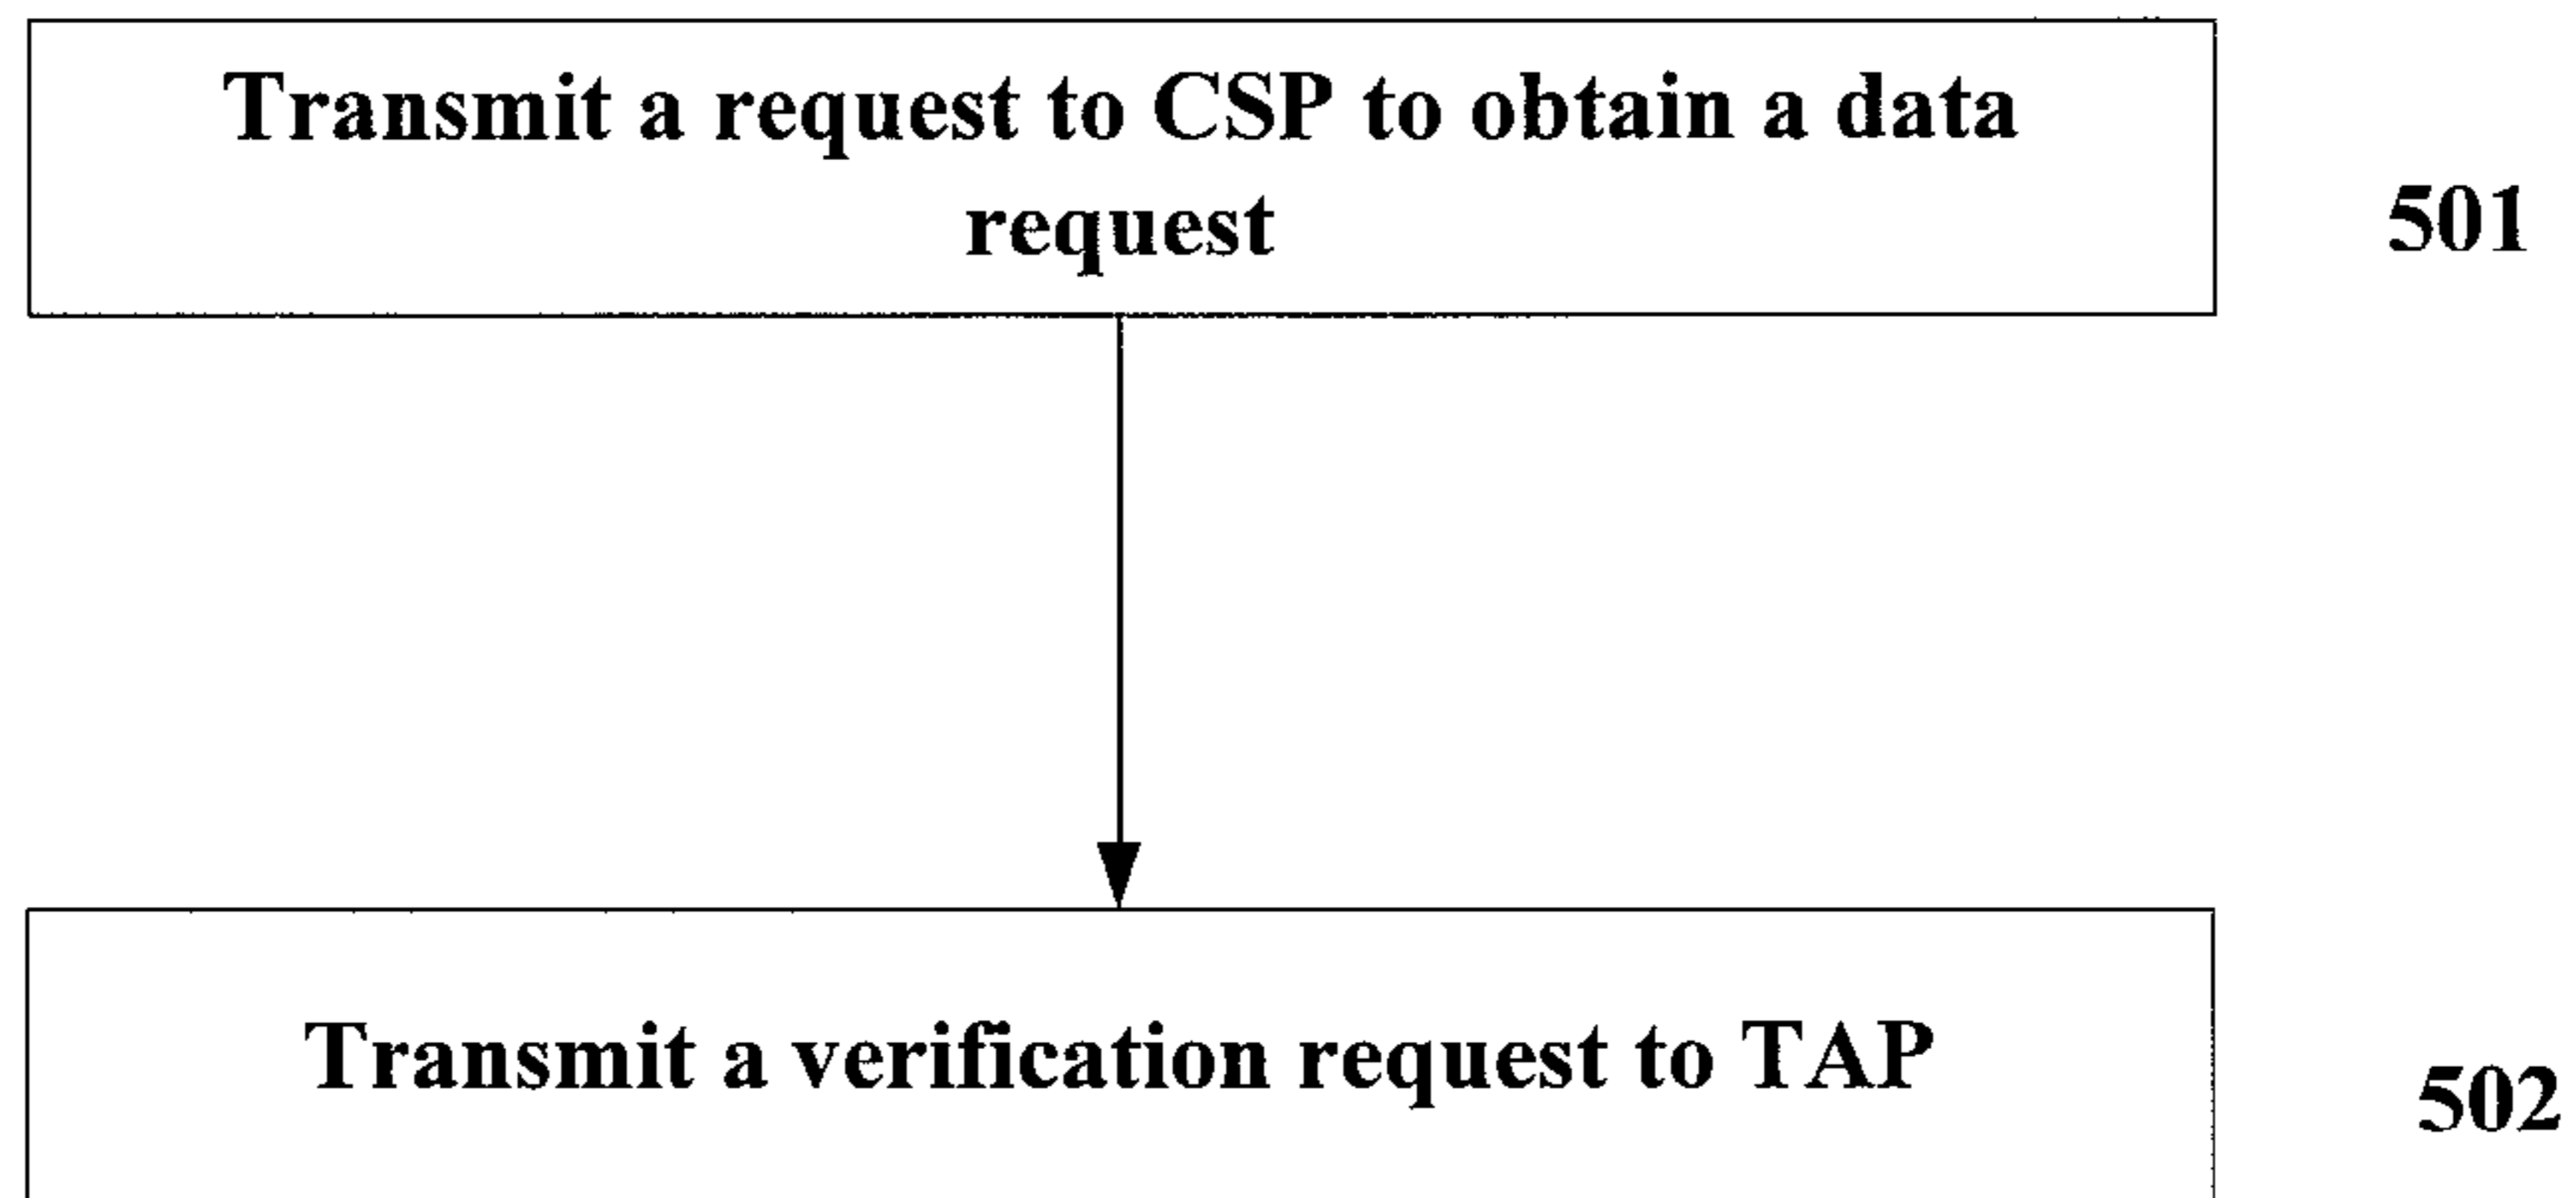 Transmit a request to CSP to obtain a data
request
501
Transmit a verification request to TAP
502